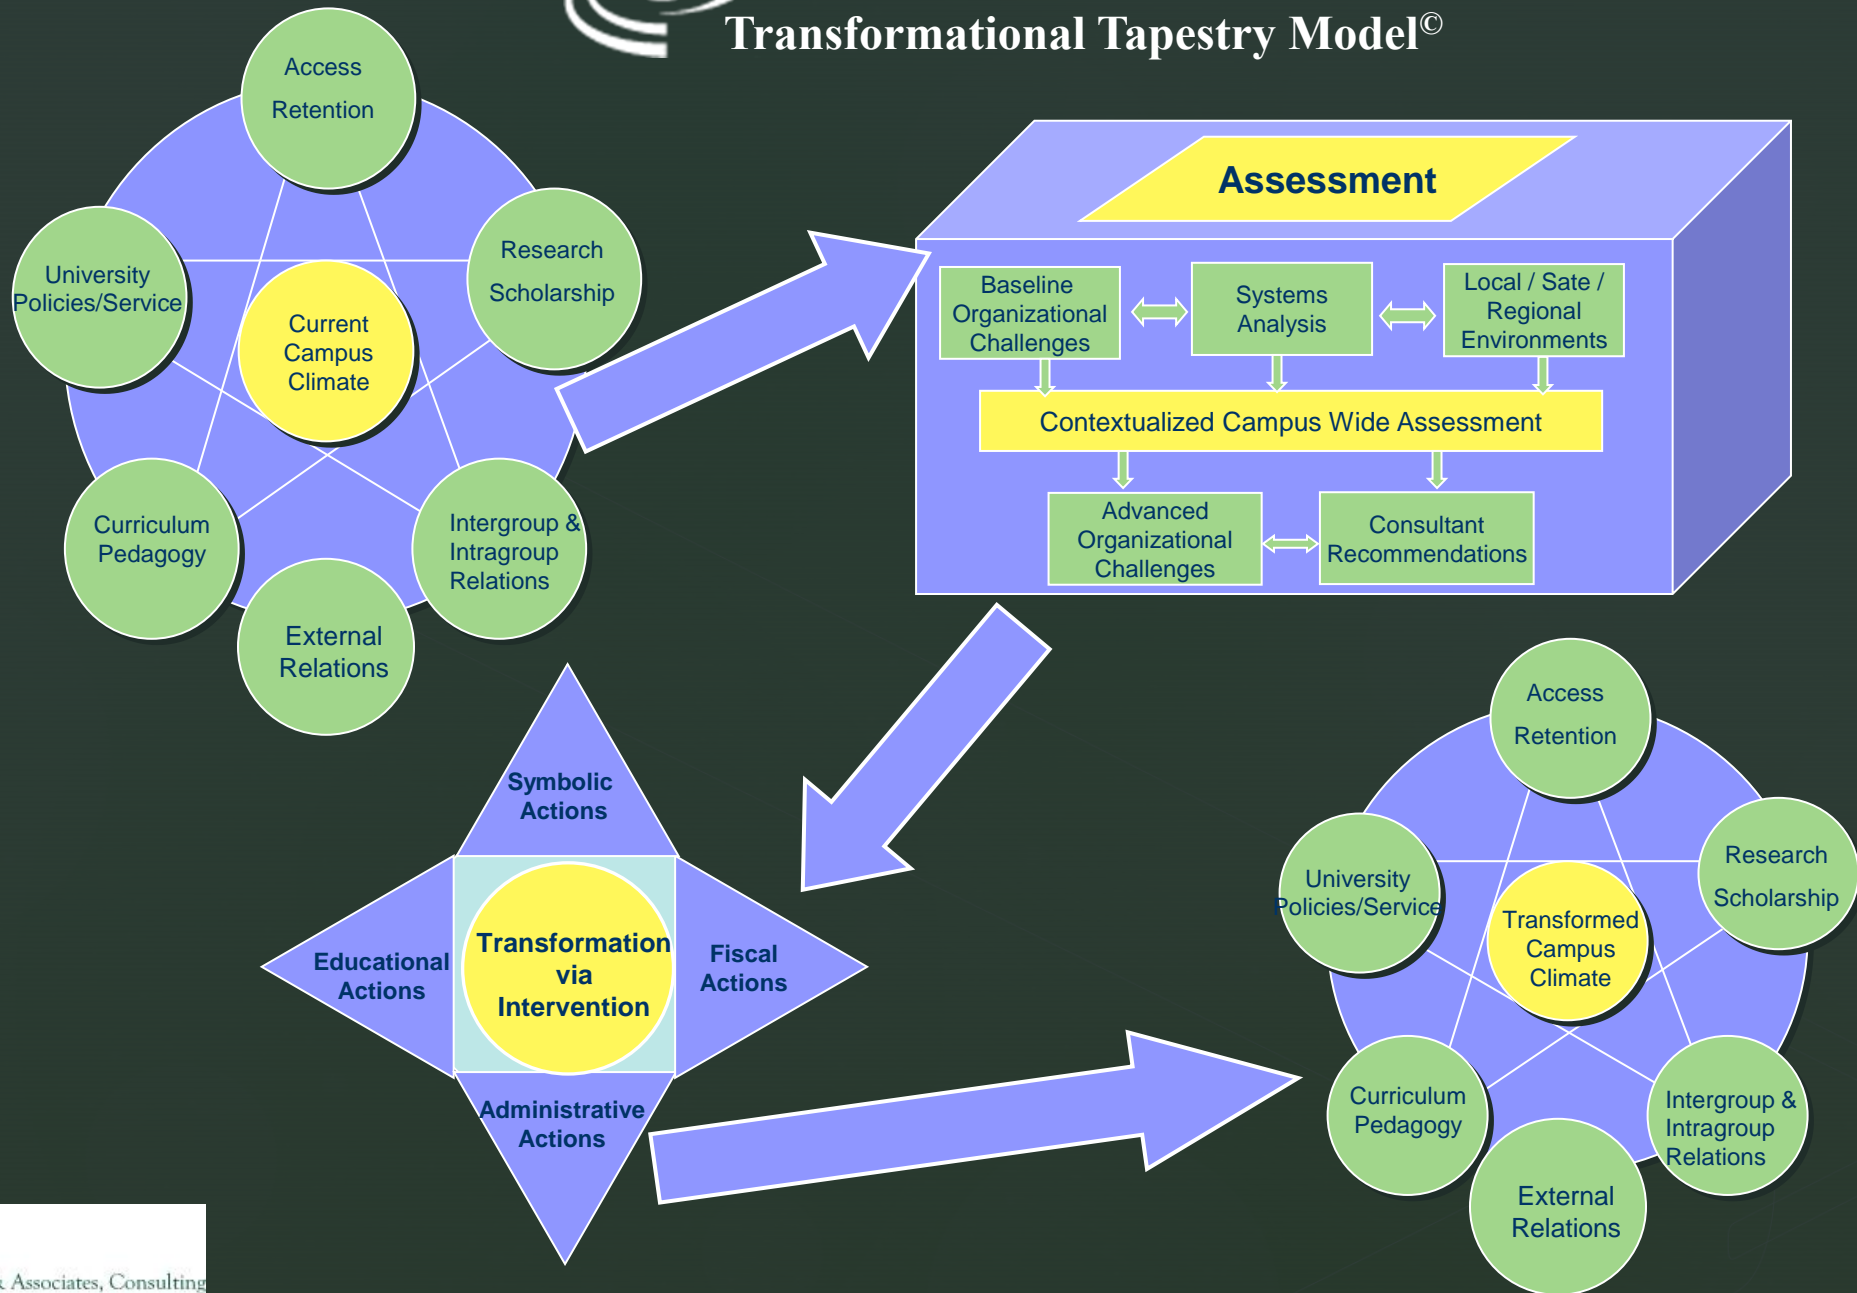 Transformational Tapestry Model©
Access
Retention
University
Policies/Service
Research
Scholarship
Current
Campus
Climate
Curriculum
Pedagogy
Intergroup &
Intragroup
Relations
External
Relations
Assessment
Baseline
Organizational
Challenges
Systems
Analysis
Local / Sate /
Regional
Environments
Contextualized Campus Wide Assessment
Advanced
Organizational
Challenges
Consultant
Recommendations
Symbolic
Actions
Educational
Actions
Transformation
via
Intervention
Fiscal
Actions
Administrative
Actions
Access
Retention
University
Policies/Service
Research
Scholarship
Transformed
Campus
Climate
Curriculum
Pedagogy
Intergroup &
Intragroup
Relations
External
Relations
& Associates, Consulting